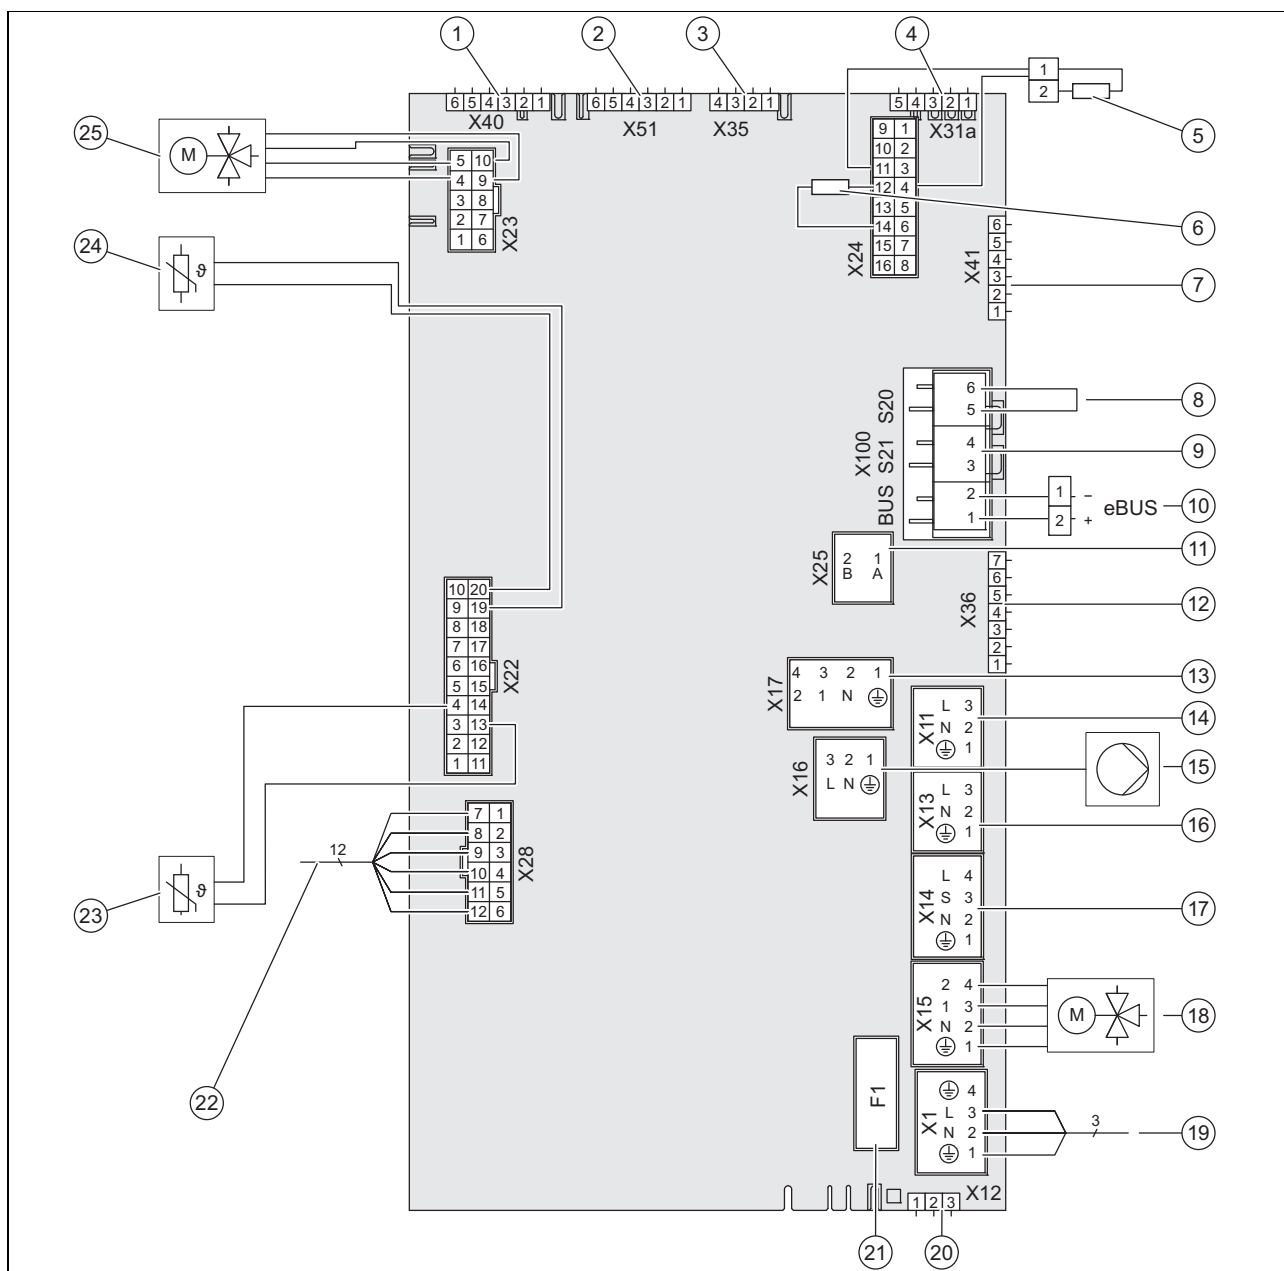 1
2
3
4
6 5 4 3 2 1
X40
6 5 4 3 2 1
X51
4 3 2 1
X35
5 4 3 2 1
X31a
1
2
5
25
M
5 10
4 9
3 8
2 7
1 6
X23
9 1
10 2
11 3
12 4
13 5
14 6
15 7
16 8
X24
6
24
ϑ
6
5
4
3
2
1
X41
7
X100
S20
6
5
8
S21
4
3
9
BUS
2
1
1 –
2 +
eBUS
10
X25
2 1
B A
11
7
6
5
4
3
2
1
X36
12
10 20
9 19
8 18
7 17
6 16
5 15
4 14
3 13
2 12
1 11
X22
X17
4 3 2 1
2 1 N
13
X11
L 3
N 2
1
14
X16
3 2 1
L N
15
X13
L 3
N 2
1
16
7 1
8 2
9 3
10 4
11 5
12 6
X28
12
22
23
ϑ
X14
L 4
S 3
N 2
1
17
X15
2 4
1 3
N 2
1
M
18
F1
21
X1
4
L 3
N 2
1
3
19
X12
1 2 3
20